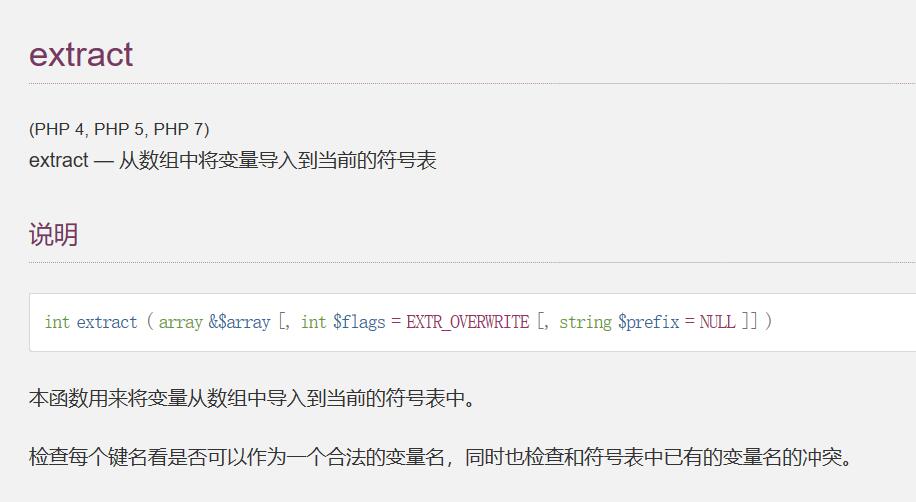 extract
(PHP 4, PHP 5, PHP 7)
extract — 从数组中将变量导入到当前的符号表
说明
int extract ( array &$array [, int $flags = EXTR_OVERWRITE [, string $prefix = NULL ]] )
本函数用来将变量从数组中导入到当前的符号表中。
检查每个键名看是否可以作为一个合法的变量名，同时也检查和符号表中已有的变量名的冲突。